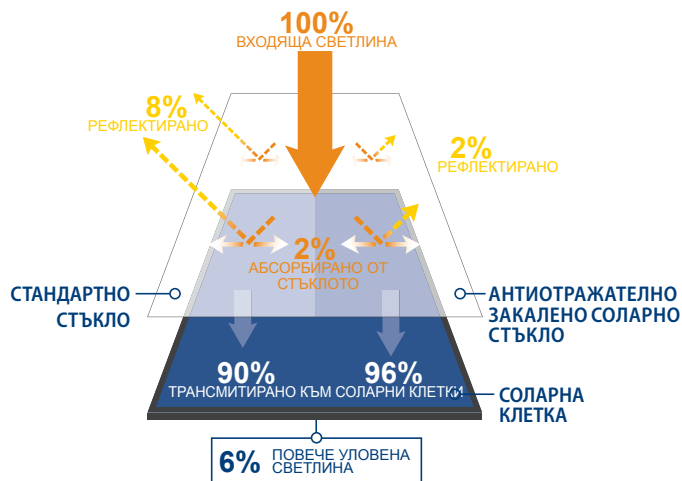 100%
ВХОДЯЩА СВЕТЛИНА
8%
РЕФЛЕКТИРАНО
2%
РЕФЛЕКТИРАНО
2%
АБСОРБИРАНО ОТ
СТЪКЛОТО
СТАНДАРТНО
СТЪКЛО
АНТИОТРАЖАТЕЛНО
ЗАКАЛЕНО СОЛАРНО
СТЪКЛО
90%
96%
ТРАНСМИТИРАНО КЪМ СОЛАРНИ КЛЕТКИ
СОЛАРНА
КЛЕТКА
6% ПОВЕЧЕ УЛОВЕНА
СВЕТЛИНА